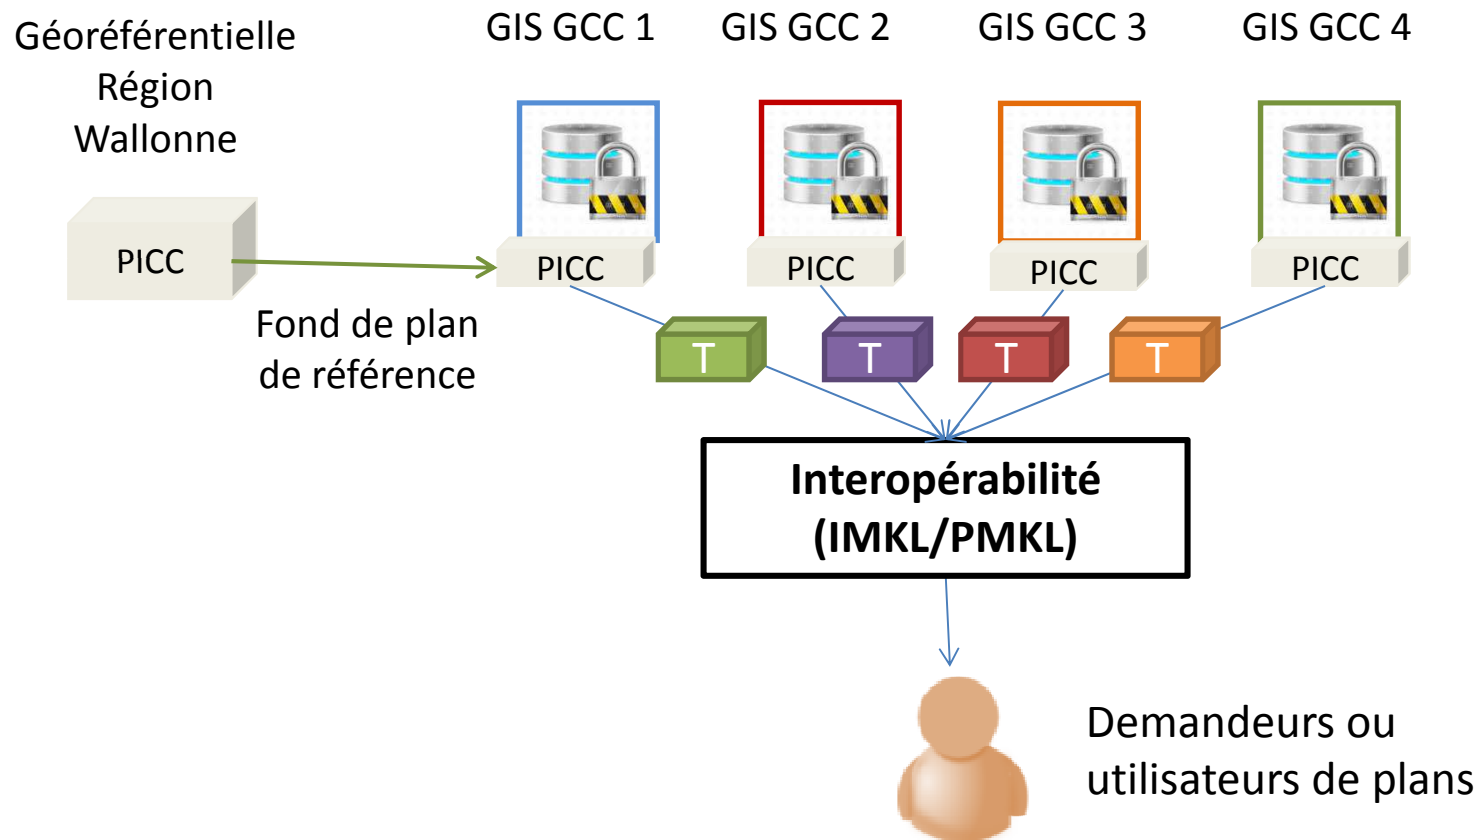 Géoréférentielle
Région
Wallonne
GIS GCC 1
GIS GCC 2
GIS GCC 3
GIS GCC 4
PICC
PICC
PICC
PICC
PICC
Fond de plan
de référence
T
T
T
T
Interopérabilité
(IMKL/PMKL)
Demandeurs ou
utilisateurs de plans